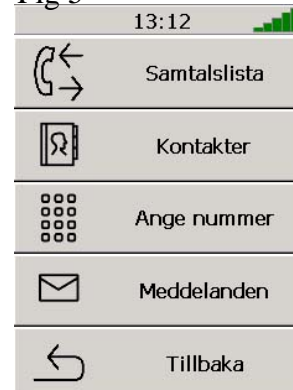 Fig 5
13:12
Samtalslista
Kontakter
Ange nummer
Meddelanden
Tillbaka